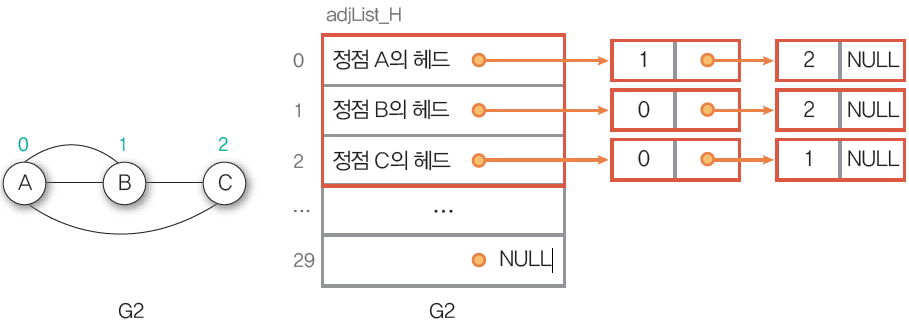 adjList_H
0 정점 A의 헤드 1 2 NULL
1 정점 B의 헤드 0 2 NULL
2 정점 C의 헤드 0 1 NULL
... ...
29 NULL
0 1 2
A B C
G2 G2